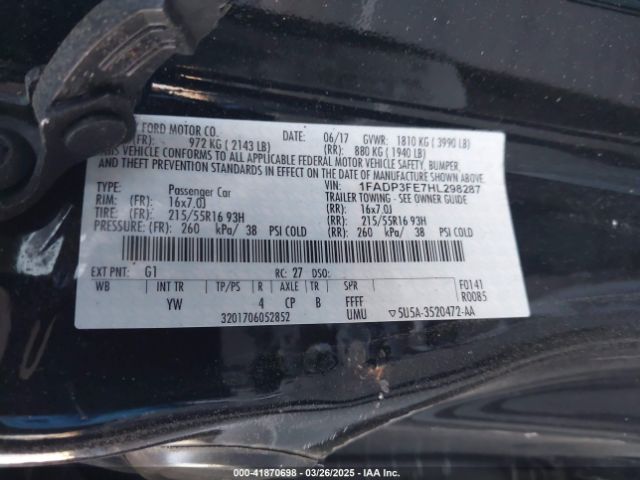 FORD MOTOR CO. DATE: 06/17 GVWR: 1810 KG ( 3990 LB)
(FR): 972 KG ( 2143 LB) (RR): 880 KG ( 1940 LB)
THIS VEHICLE CONFORMS TO ALL APPLICABLE FEDERAL MOTOR VEHICLE SAFETY, BUMPER,
THEFT PREVENTION STANDARDS IN EFFECT ON THE DATE OF MANUFACTURE SHOWN ABOVE.
VIN: 1FADP3FE7HL298287
TYPE: Passenger Car TRAILER TOWING - SEE OWNER GUIDE
RIM: (FR): 16x7.0J (RR): 16x7.0J
TIRE: (FR): 215/55R16 93H (RR): 215/55R16 93H
PRESSURE: (FR): 260 kPa/ 38 PSI COLD (RR): 260 kPa/ 38 PSI COLD
EXT PNT: G1 RC: 27 DSO: F0141
WB INT TR TP/PS R AXLE TR SPR R0085
YW 4 CP B FFFF
3201706052852 UMU ▽5U5A-3520472-AA
000-41870698 | 03/26/2025 | IAA Inc.